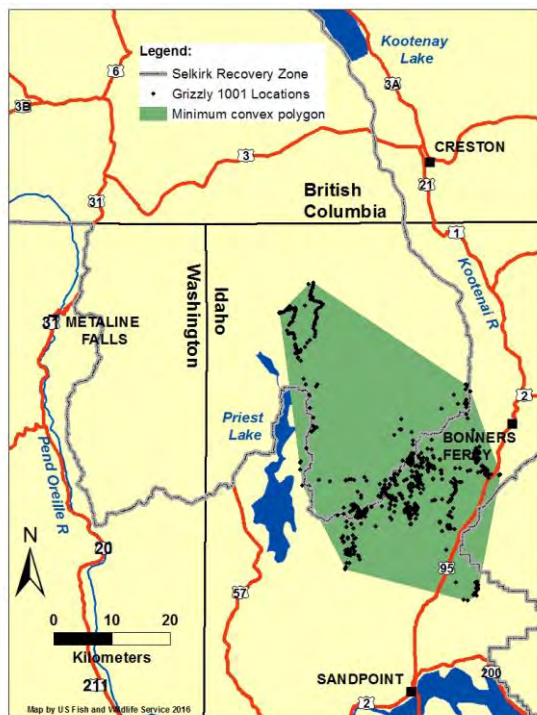 Legend:
Selkirk Recovery Zone
Grizzly 1001 Locations
Minimum convex polygon
Kootenay
Lake
6
3B
3A
3
CRESTON
31
21
British
Columbia
1
Washington
Idaho
Kootenai R
31
METALINE
FALLS
2
Priest
Lake
BONNERS
FERRY
Pend Oreille R
N
20
95
57
0 10 20
Kilometers
SANDPOINT
200
211
2
Map by US Fish and Wildlife Service 2016